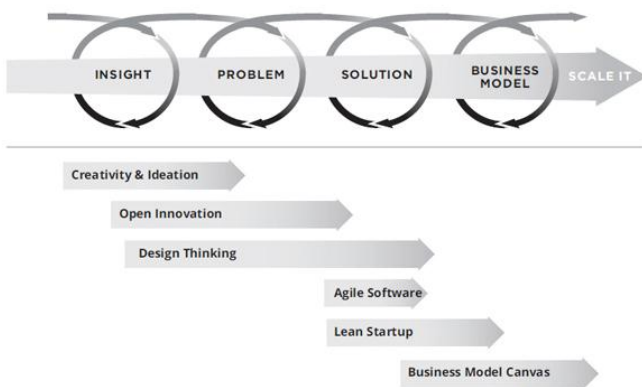 INSIGHT
PROBLEM
SOLUTION
BUSINESS
MODEL
SCALE IT
Creativity & Ideation
Open Innovation
Design Thinking
Agile Software
Lean Startup
Business Model Canvas